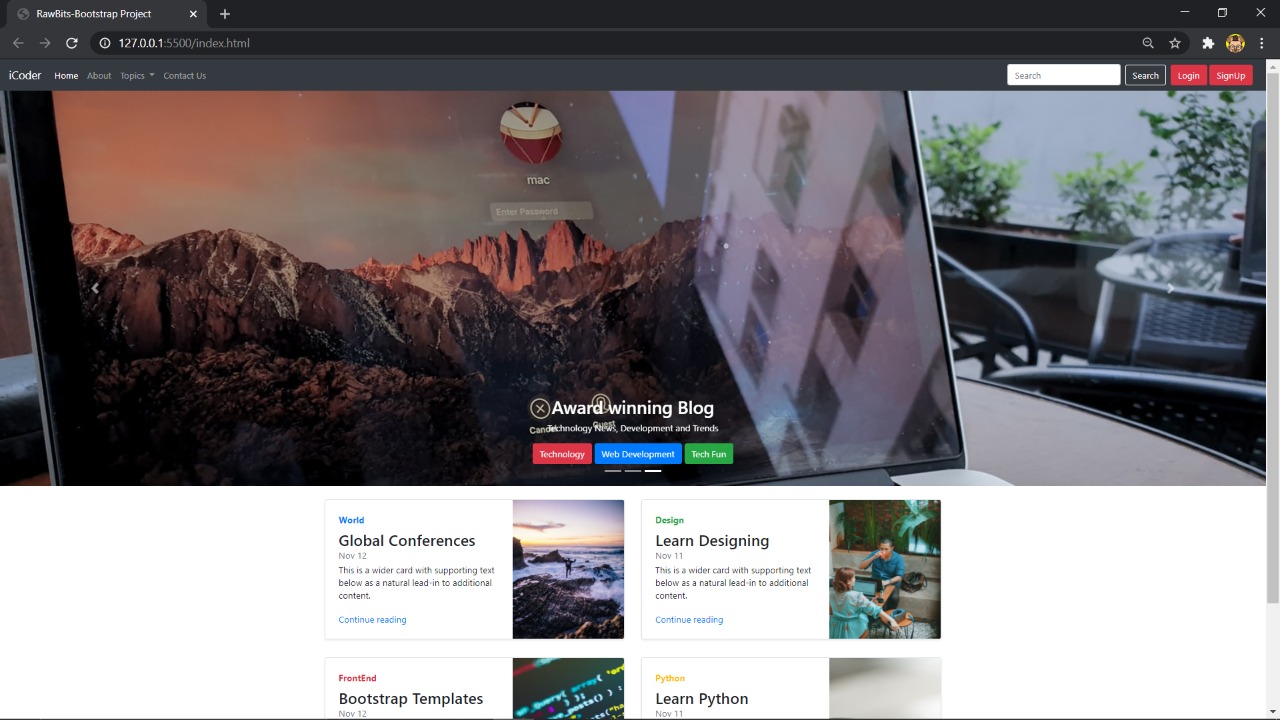 RawBits-Bootstrap Project
127.0.0.1:5500/index.html
iCoder Home About Topics Contact Us Search Search Login SignUp
mac
Enter Password
Award winning Blog
Cancel Guest
Technology News, Development and Trends
Technology Web Development Tech Fun
World
Global Conferences
Nov 12
This is a wider card with supporting text
below as a natural lead-in to additional
content.
Continue reading
Design
Learn Designing
Nov 11
This is a wider card with supporting text
below as a natural lead-in to additional
content.
Continue reading
FrontEnd
Bootstrap Templates
Nov 12
Python
Learn Python
Nov 11